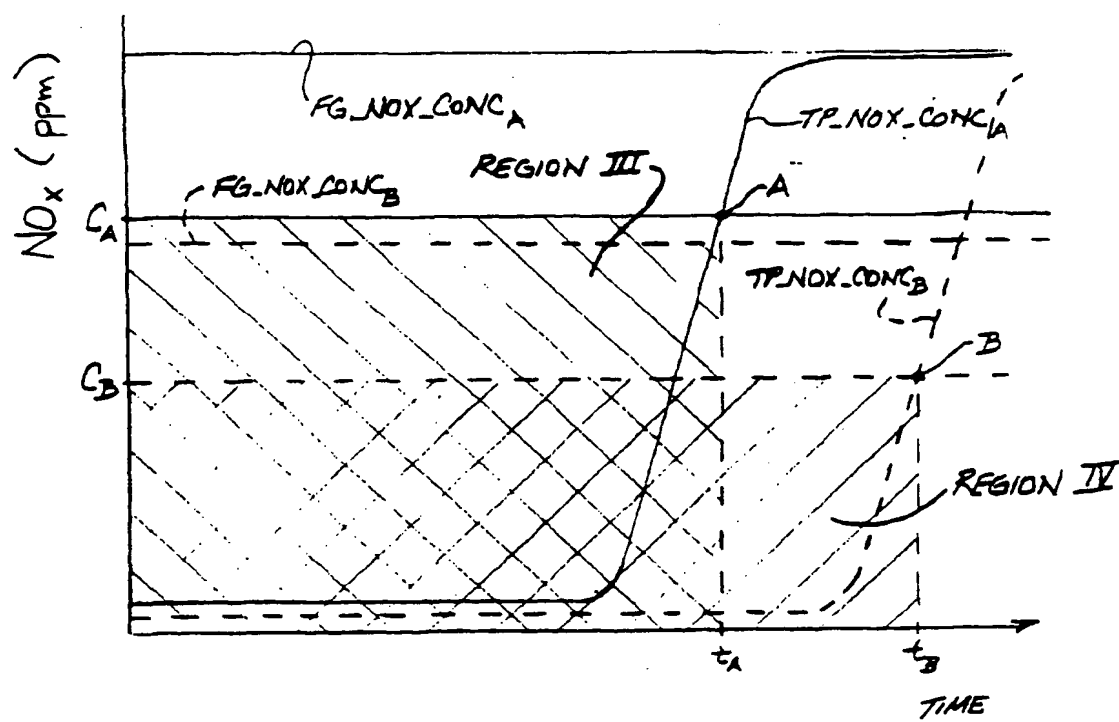 NOx (ppm)
FG_NOX_CONCA
TP_NOX_CONCA
REGION III
FG_NOX_CONCB
A
CA
TP_NOX_CONCB
CB
B
REGION IV
tA
tB
TIME